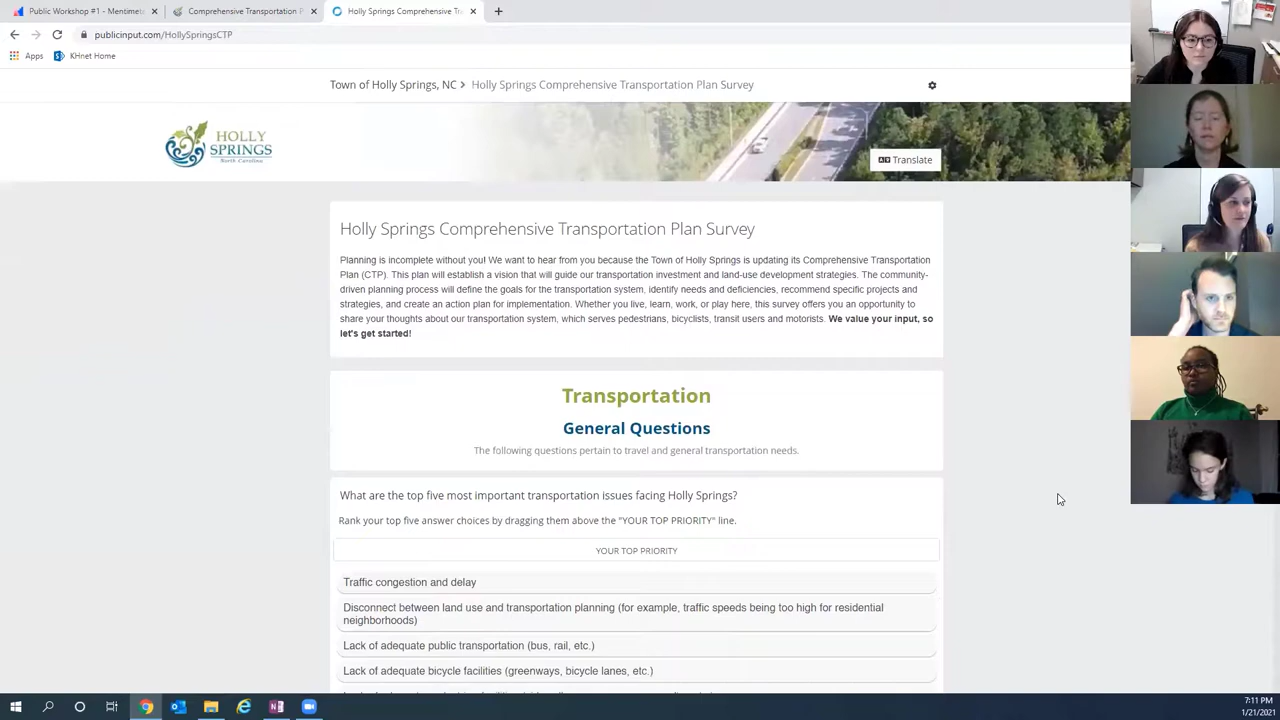 Public Workshop #1 - Mentimete
Comprehensive Transportation P
Holly Springs Comprehensive Tra
publicinput.com/HollySpringsCTP
Apps
KHnet Home
Town of Holly Springs, NC > Holly Springs Comprehensive Transportation Plan Survey
HOLLY
SPRINGS
North Carolina
Translate
Holly Springs Comprehensive Transportation Plan Survey
Planning is incomplete without you! We want to hear from you because the Town of Holly Springs is updating its Comprehensive Transportation
Plan (CTP). This plan will establish a vision that will guide our transportation investment and land-use development strategies. The community-
driven planning process will define the goals for the transportation system, identify needs and deficiencies, recommend specific projects and
strategies, and create an action plan for implementation. Whether you live, learn, work, or play here, this survey offers you an opportunity to
share your thoughts about our transportation system, which serves pedestrians, bicyclists, transit users and motorists. We value your input, so
let's get started!
Transportation
General Questions
The following questions pertain to travel and general transportation needs.
What are the top five most important transportation issues facing Holly Springs?
Rank your top five answer choices by dragging them above the "YOUR TOP PRIORITY" line.
YOUR TOP PRIORITY
Traffic congestion and delay
Disconnect between land use and transportation planning (for example, traffic speeds being too high for residential
neighborhoods)
Lack of adequate public transportation (bus, rail, etc.)
Lack of adequate bicycle facilities (greenways, bicycle lanes, etc.)
7:11 PM
1/21/2021